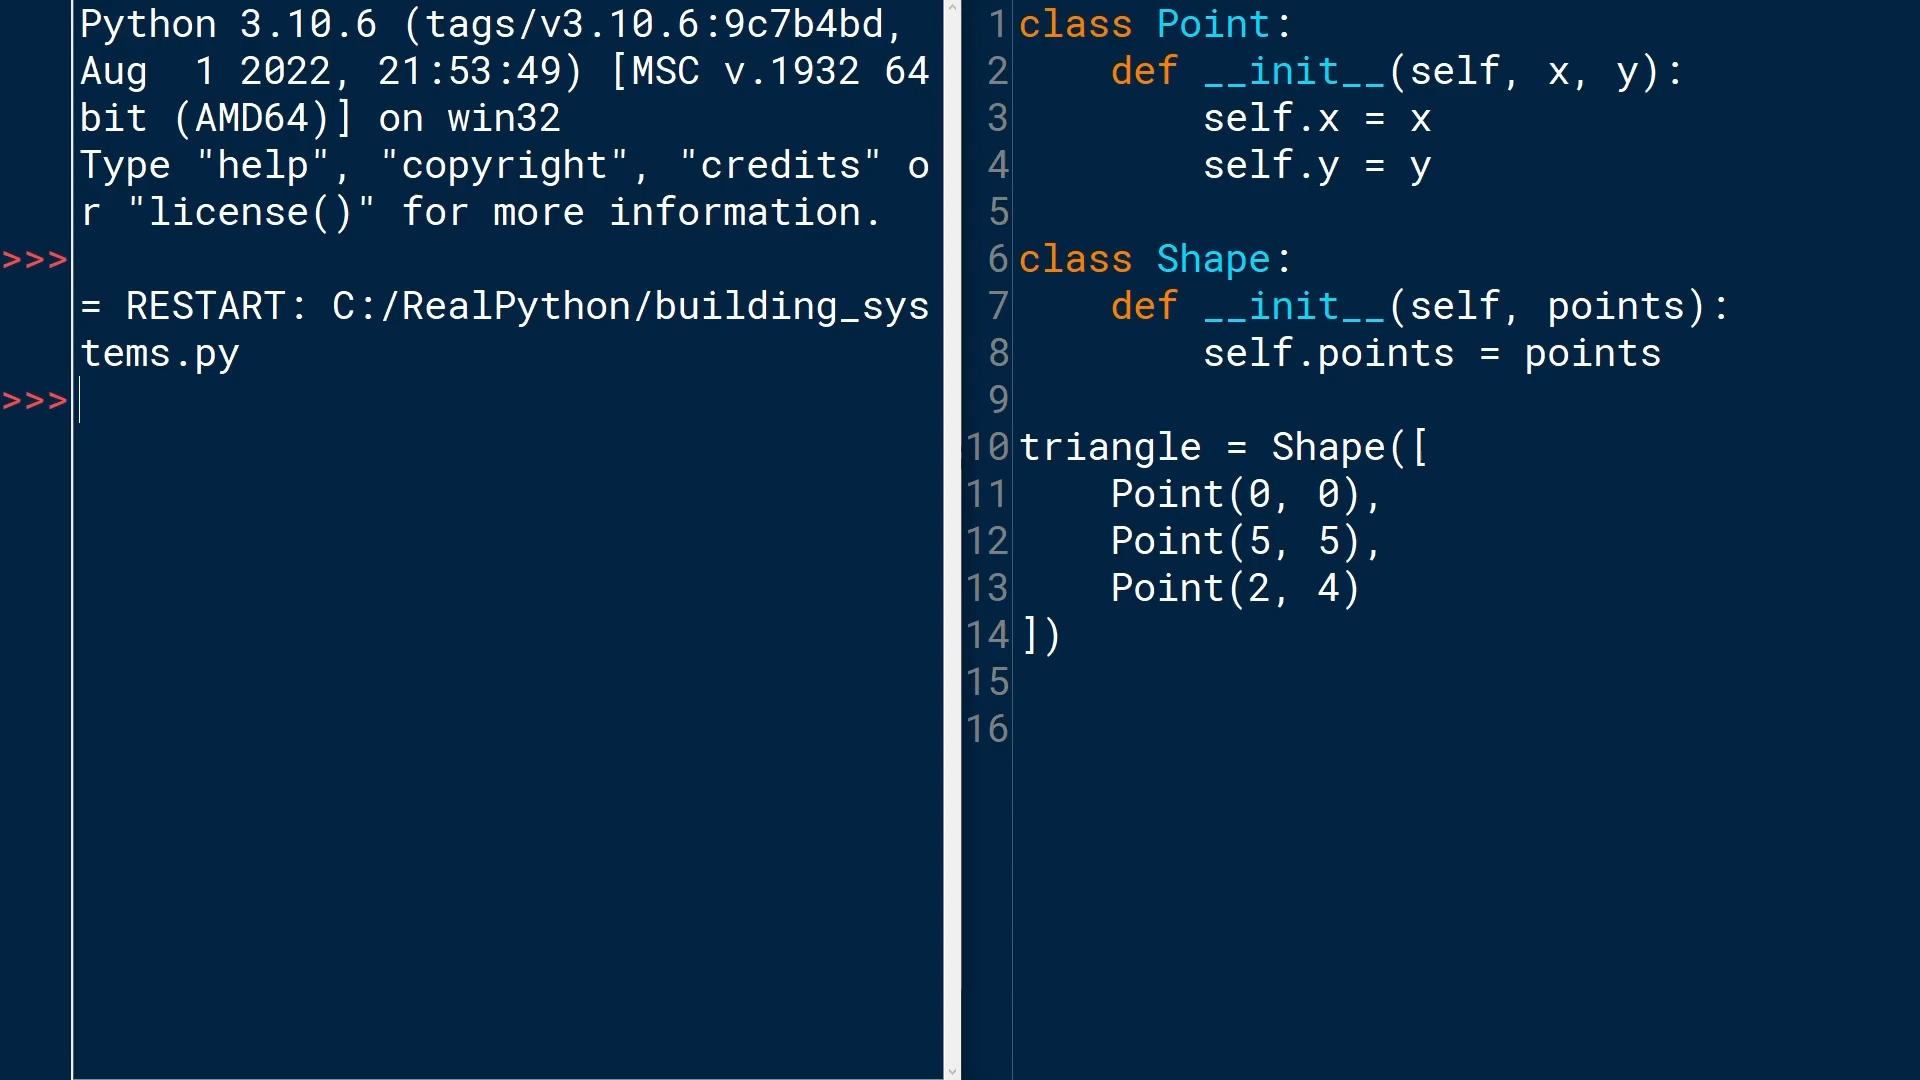 Python 3.10.6 (tags/v3.10.6:9c7b4bd,
Aug  1 2022, 21:53:49) [MSC v.1932 64
bit (AMD64)] on win32
Type "help", "copyright", "credits" o
r "license()" for more information.
>>>
= RESTART: C:/RealPython/building_sys
tems.py
>>>
1 class Point:
2     def __init__(self, x, y):
3         self.x = x
4         self.y = y
5
6 class Shape:
7     def __init__(self, points):
8         self.points = points
9
10 triangle = Shape([
11     Point(0, 0),
12     Point(5, 5),
13     Point(2, 4)
14 ])
15
16